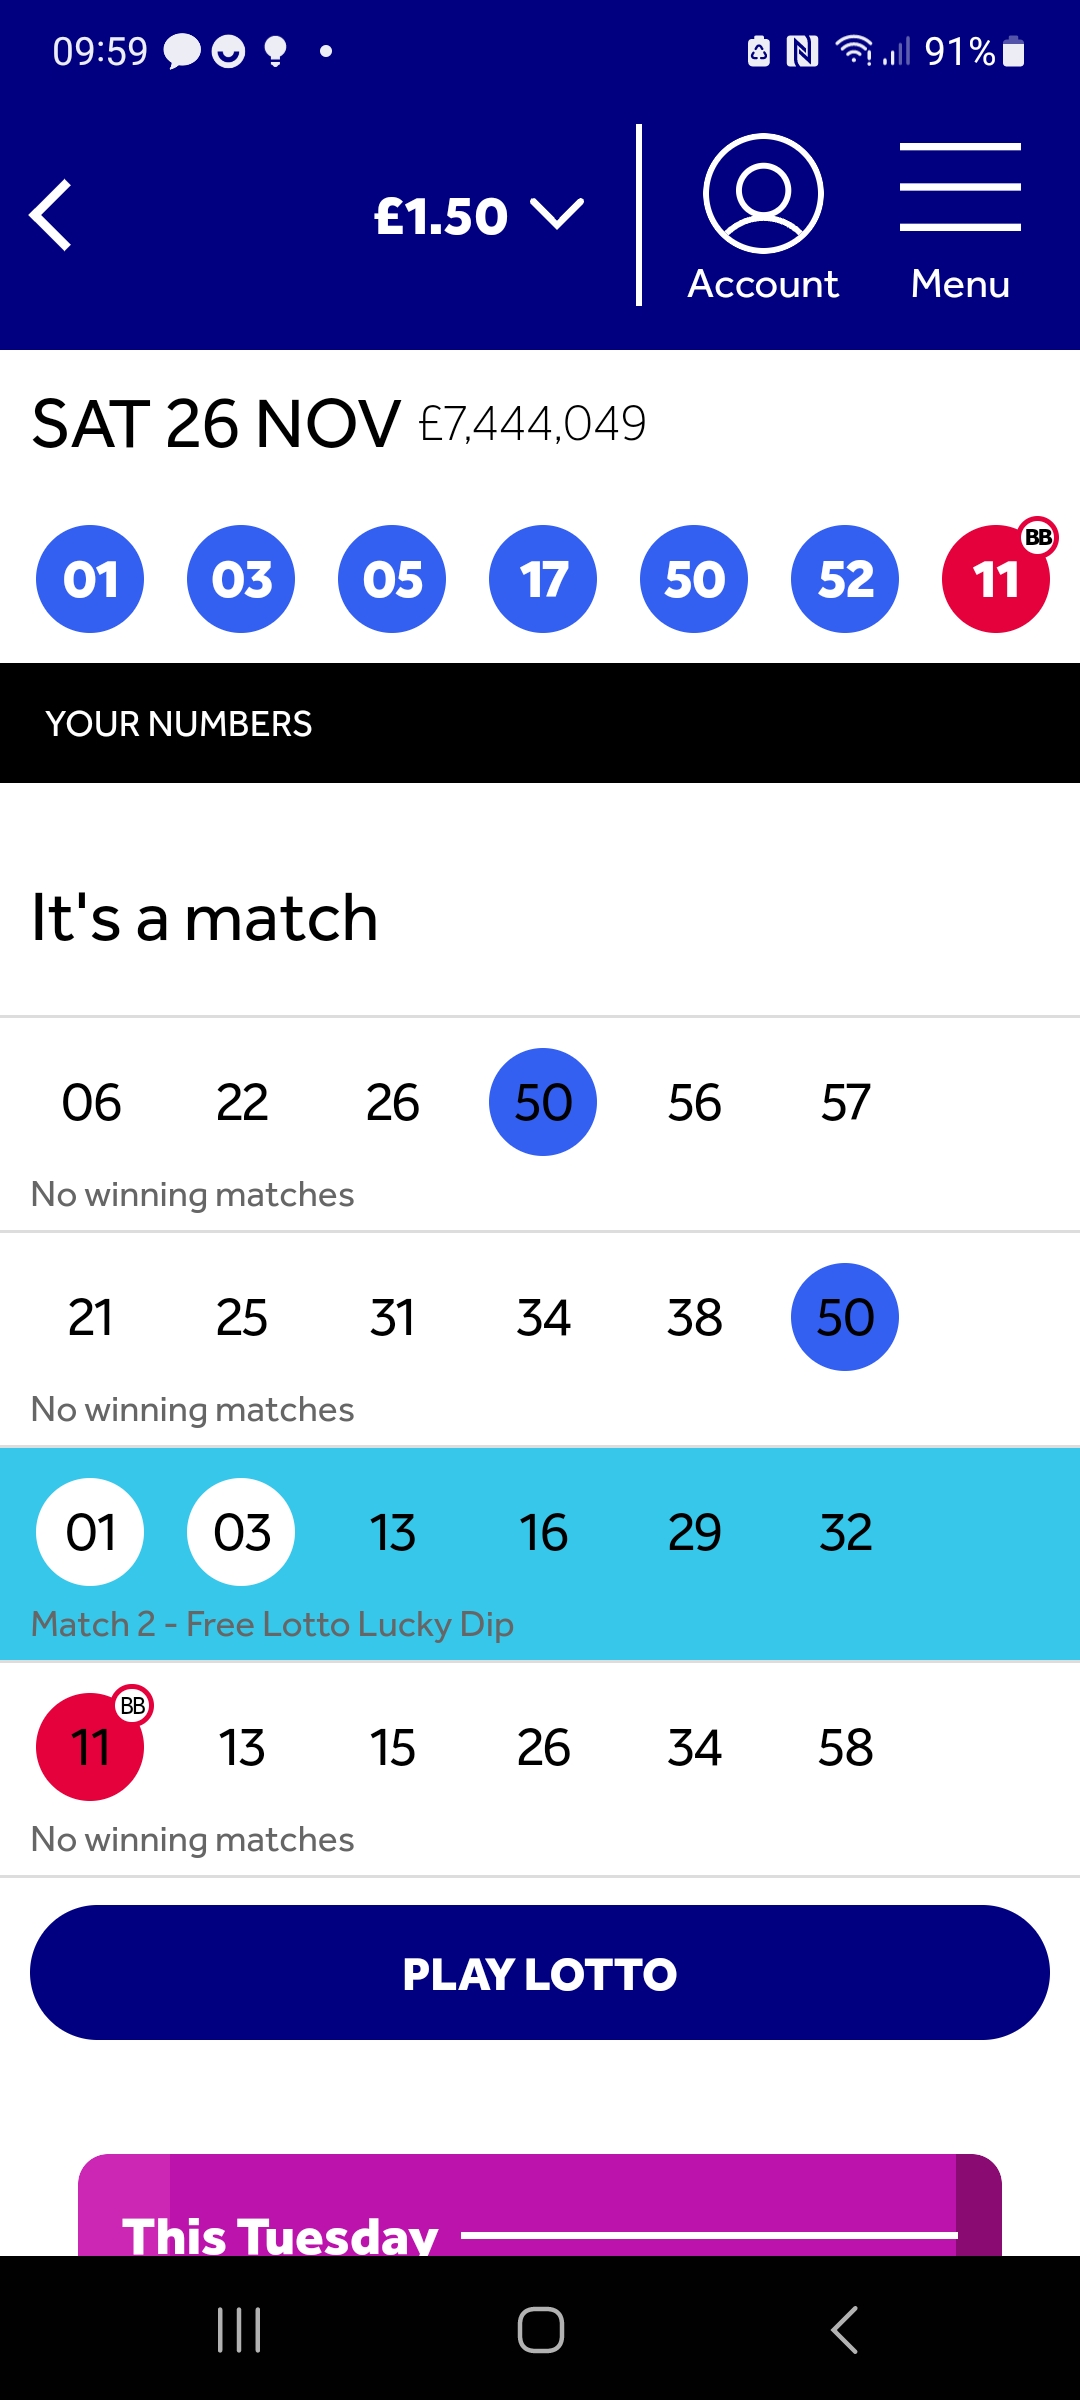 09:59 91%
£1.50
Account Menu
SAT 26 NOV £7,444,049
BB
01 03 05 17 50 52 11
YOUR NUMBERS
It's a match
06 22 26 50 56 57
No winning matches
21 25 31 34 38 50
No winning matches
01 03 13 16 29 32
Match 2 - Free Lotto Lucky Dip
BB
11 13 15 26 34 58
No winning matches
PLAY LOTTO
This Tuesday